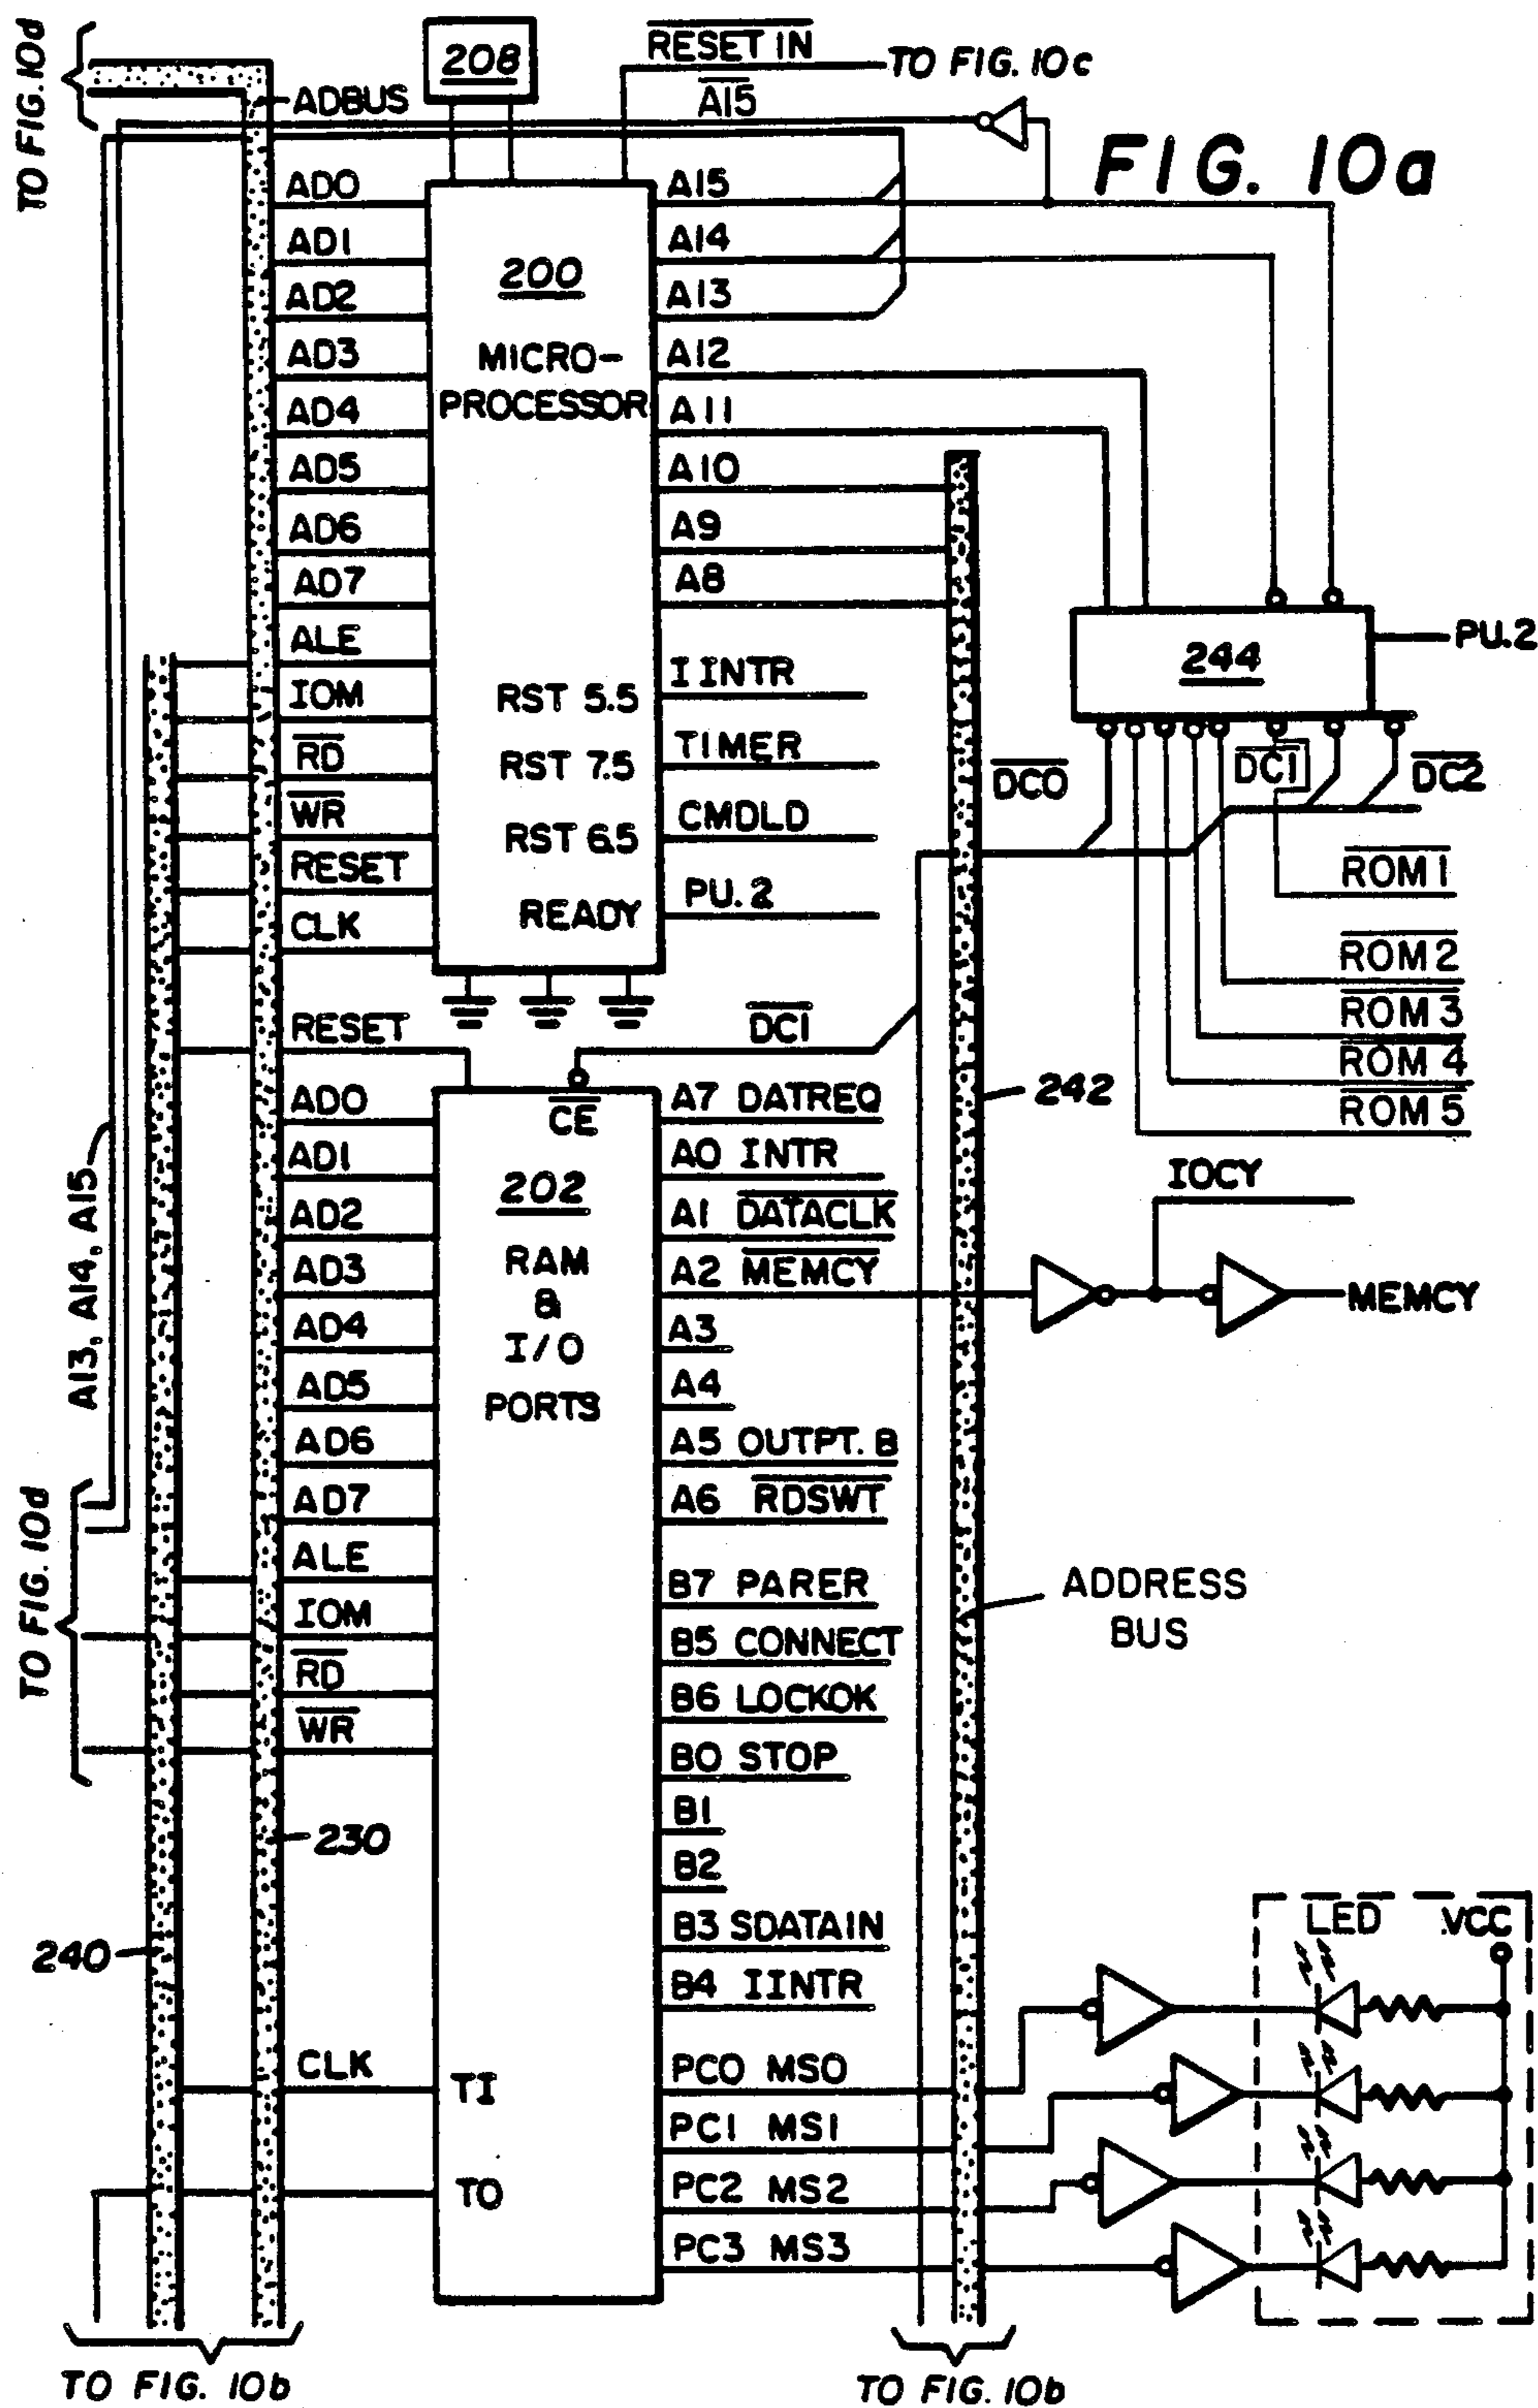 FIG. 10a
TO FIG. 10d
208
RESET IN
TO FIG. 10c
A15
ADBUS
AD0
AD1
AD2
AD3
AD4
AD5
AD6
AD7
ALE
IOM
RD
WR
RESET
CLK
200
MICRO-
PROCESSOR
RST 5.5
RST 7.5
RST 6.5
READY
A15
A14
A13
A12
A11
A10
A9
A8
I INTR
TIMER
CMDLD
PU. 2
244
PU.2
DC0
DC1
DC2
ROM 1
ROM 2
ROM 3
ROM 4
ROM 5
RESET
DC1
242
AD0
AD1
AD2
AD3
AD4
AD5
AD6
AD7
ALE
IOM
RD
WR
CE
202
RAM
&
I/O
PORTS
A7 DATREQ
A0 INTR
A1 DATACLK
A2 MEMCY
A3
A4
A5 OUTPT. B
A6 RDSWT
B7 PARER
B5 CONNECT
B6 LOCKOK
B0 STOP
B1
B2
B3 SDATAIN
B4 IINTR
PC0 MS0
PC1 MS1
PC2 MS2
PC3 MS3
IOCY
MEMCY
A13, A14, A15
TO FIG. 10d
ADDRESS
BUS
230
240
CLK
TI
TO
LED
VCC
TO FIG. 10b
TO FIG. 10b